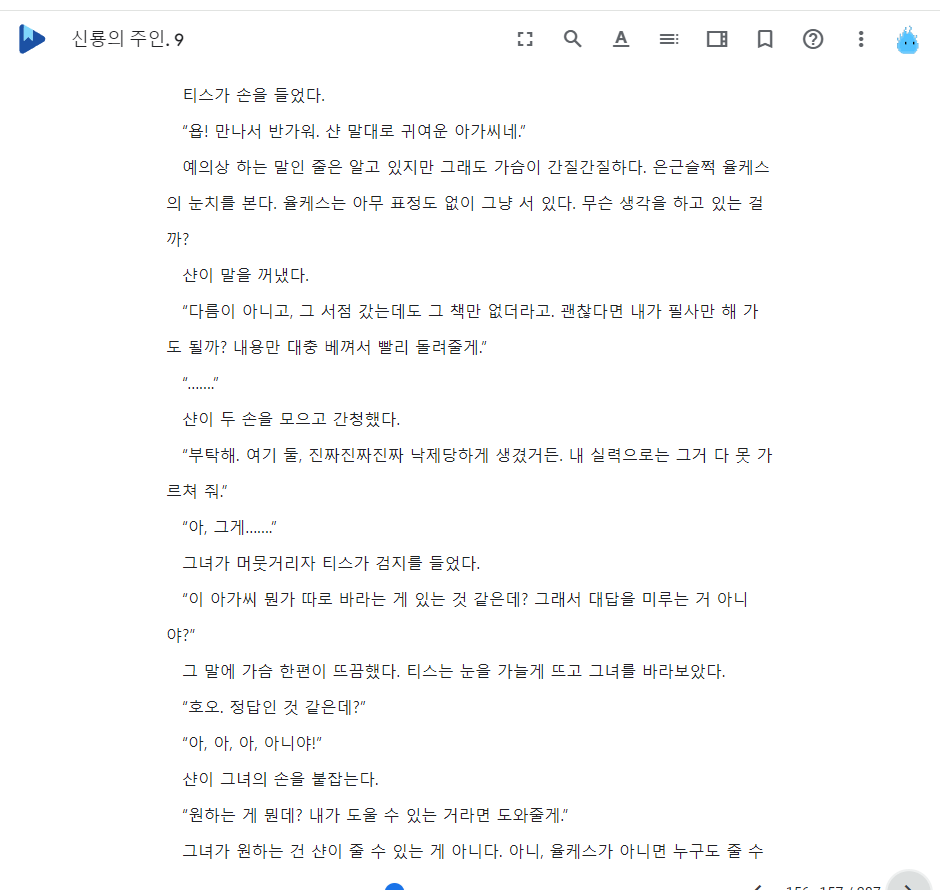 신룡의 주인. 9
티스가 손을 들었다.
“욥! 만나서 반가워. 샨 말대로 귀여운 아가씨네.”
예의상 하는 말인 줄은 알고 있지만 그래도 가슴이 간질간질하다. 은근슬쩍 율케스
의 눈치를 본다. 율케스는 아무 표정도 없이 그냥 서 있다. 무슨 생각을 하고 있는 걸
까?
샨이 말을 꺼냈다.
“다름이 아니고, 그 서점 갔는데도 그 책만 없더라고. 괜찮다면 내가 필사만 해 가
도 될까? 내용만 대충 베껴서 빨리 돌려줄게.”
“.......”
샨이 두 손을 모으고 간청했다.
“부탁해. 여기 둘, 진짜진짜진짜 낙제당하게 생겼거든. 내 실력으로는 그거 다 못 가
르쳐 줘.”
“아, 그게.......”
그녀가 머뭇거리자 티스가 검지를 들었다.
“이 아가씨 뭔가 따로 바라는 게 있는 것 같은데? 그래서 대답을 미루는 거 아니
야?”
그 말에 가슴 한편이 뜨끔했다. 티스는 눈을 가늘게 뜨고 그녀를 바라보았다.
“호오. 정답인 것 같은데?”
“아, 아, 아, 아니야!”
샨이 그녀의 손을 붙잡는다.
“원하는 게 뭔데? 내가 도울 수 있는 거라면 도와줄게.”
그녀가 원하는 건 샨이 줄 수 있는 게 아니다. 아니, 율케스가 아니면 누구도 줄 수